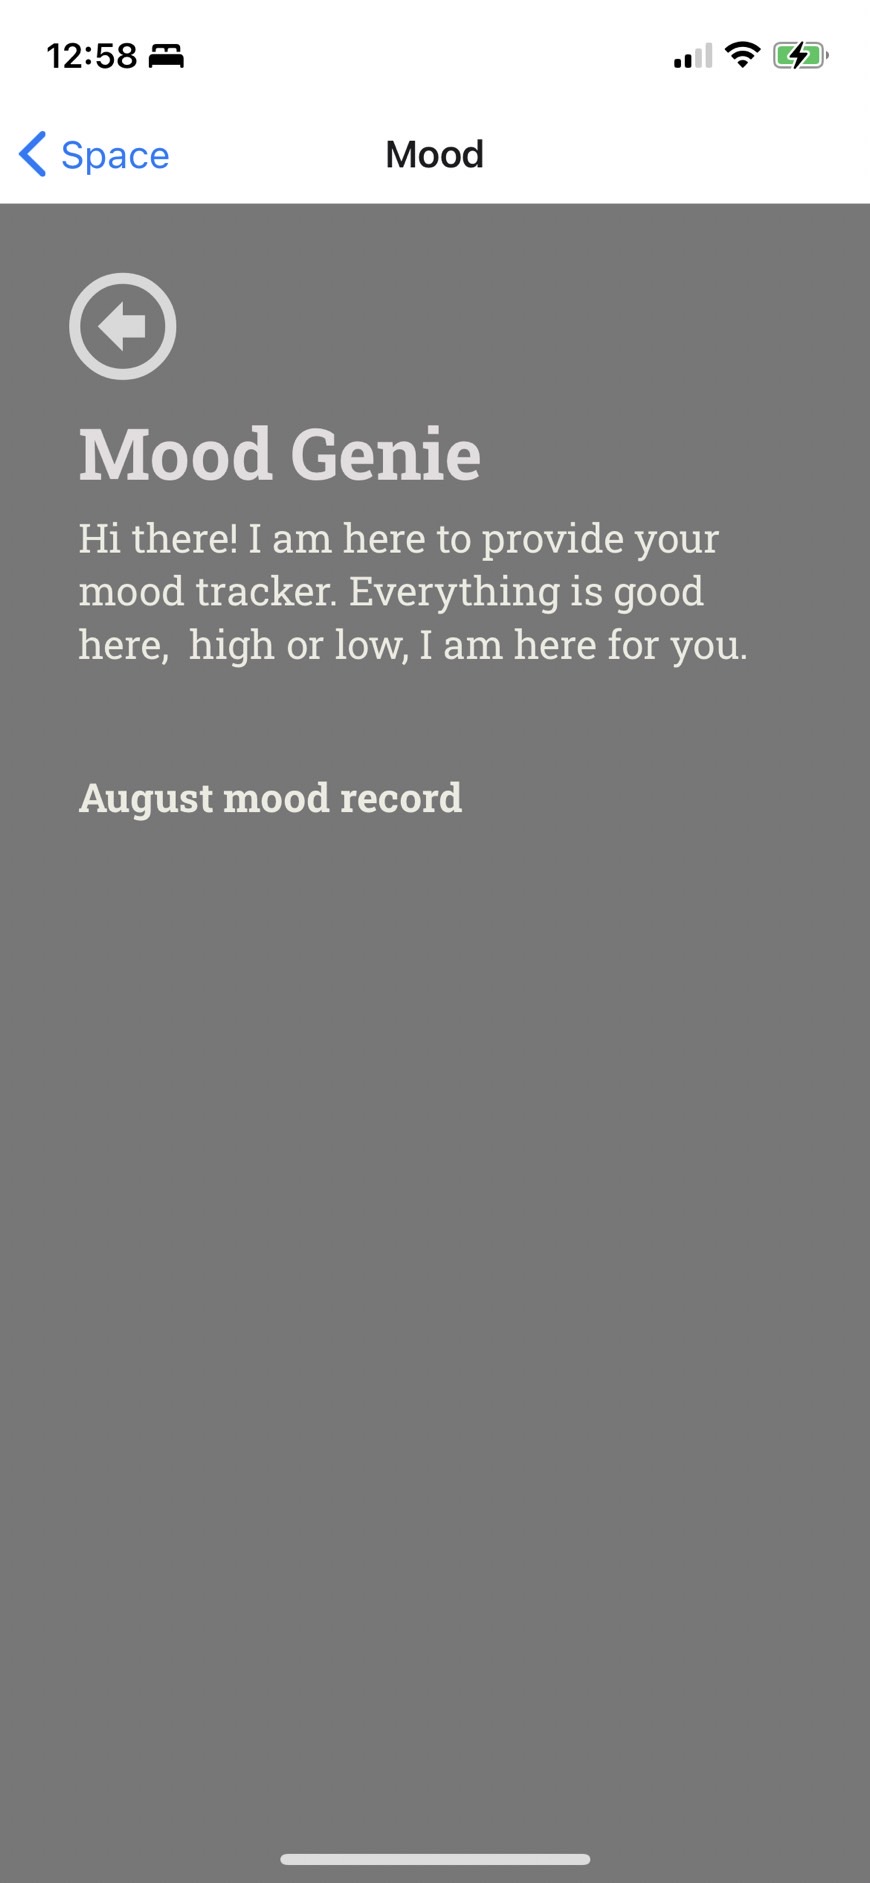 12:58
Space
Mood
Mood Genie
Hi there! I am here to provide your
mood tracker. Everything is good
here,  high or low, I am here for you.
August mood record